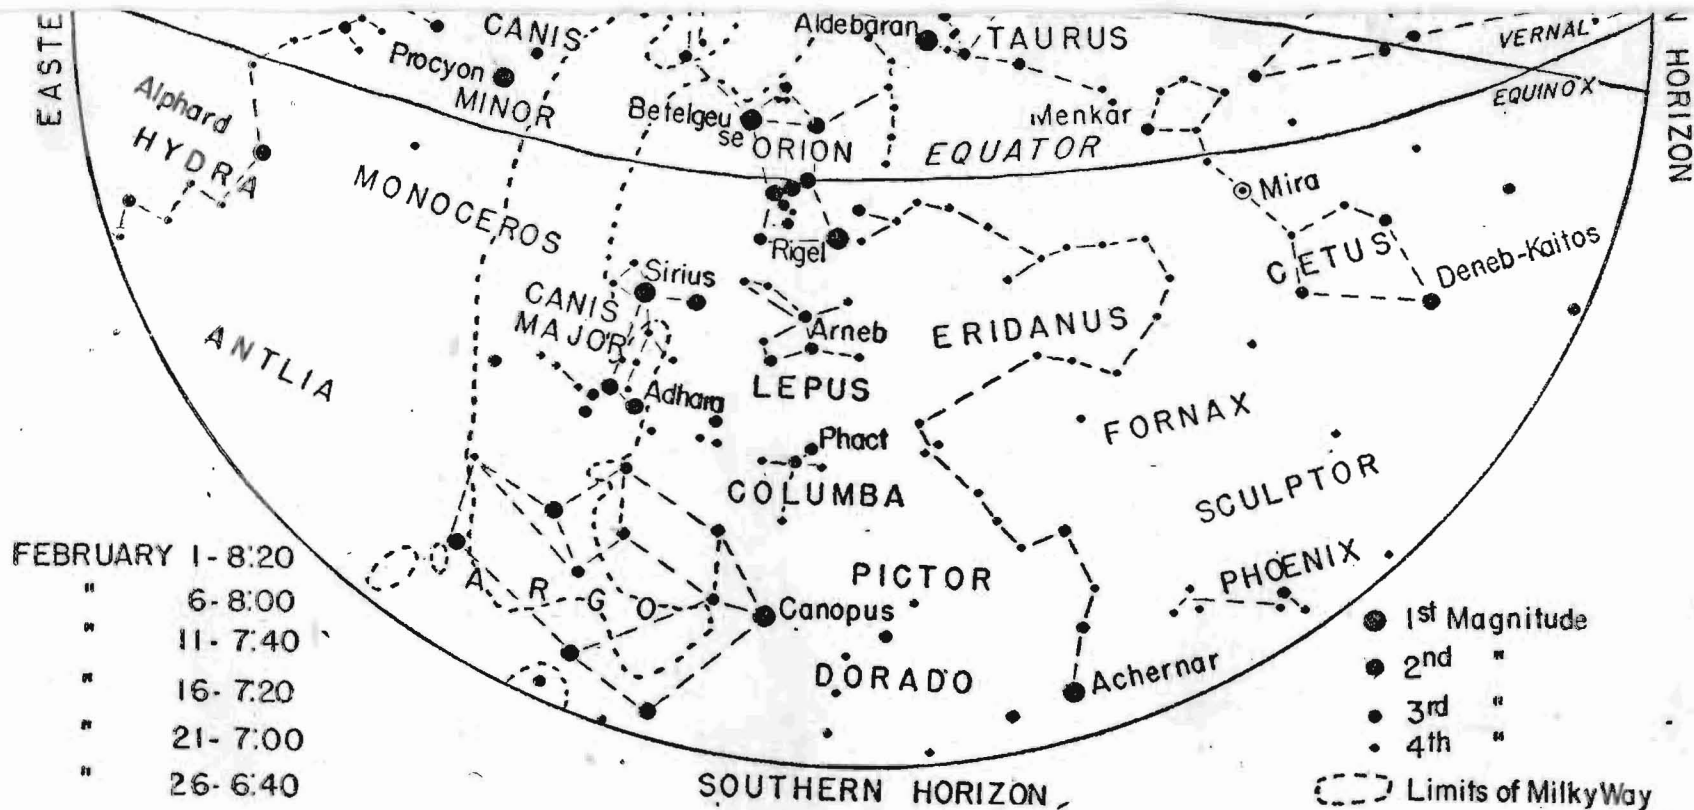 EASTE
CANIS
Procyon
MINOR
Aldebaran
TAURUS
VERNAL
EQUINOX
HORIZON
Alphard
HYDRA
Betelgeu
se
ORION
Menkar
EQUATOR
MONOCEROS
Mira
Rigel
CETUS
Deneb-Kaitos
Sirius
CANIS
MAJOR
Arneb
ERIDANUS
ANTLIA
Adhara
LEPUS
FORNAX
Phact
COLUMBA
SCULPTOR
PICTOR
PHOENIX
ARGO
Canopus
DORADO
Achernar
FEBRUARY 1-8:20
" 6-8:00
" 11-7:40
" 16-7:20
" 21-7:00
" 26-6:40
SOUTHERN HORIZON
1st Magnitude
2nd "
3rd "
4th "
Limits of Milky Way